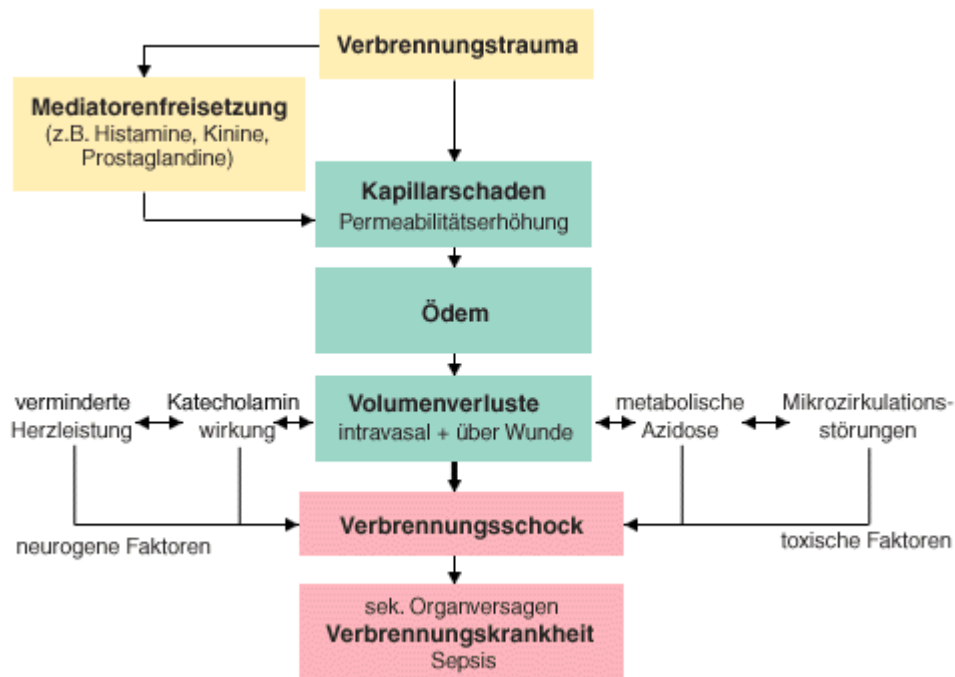 Verbrennungstrauma
Mediatorenfreisetzung
(z.B. Histamine, Kinine,
Prostaglandine)
Kapillarschaden
Permeabilitätserhöhung
Ödem
verminderte
Herzleistung
Katecholamin
wirkung
Volumenverluste
intravasal + über Wunde
metabolische
Azidose
Mikrozirkulations-
störungen
Verbrennungsschock
neurogene Faktoren
toxische Faktoren
sek. Organversagen
Verbrennungskrankheit
Sepsis